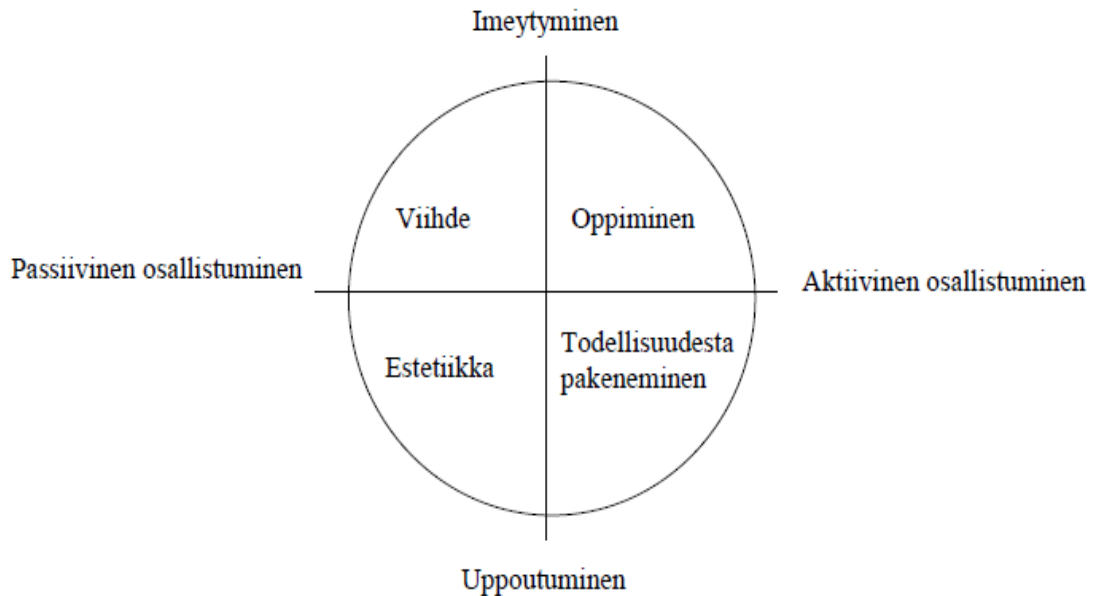 Imeytyminen
Viihde
Oppiminen
Passiivinen osallistuminen
Aktiivinen osallistuminen
Estetiikka
Todellisuudesta
pakeneminen
Uppoutuminen